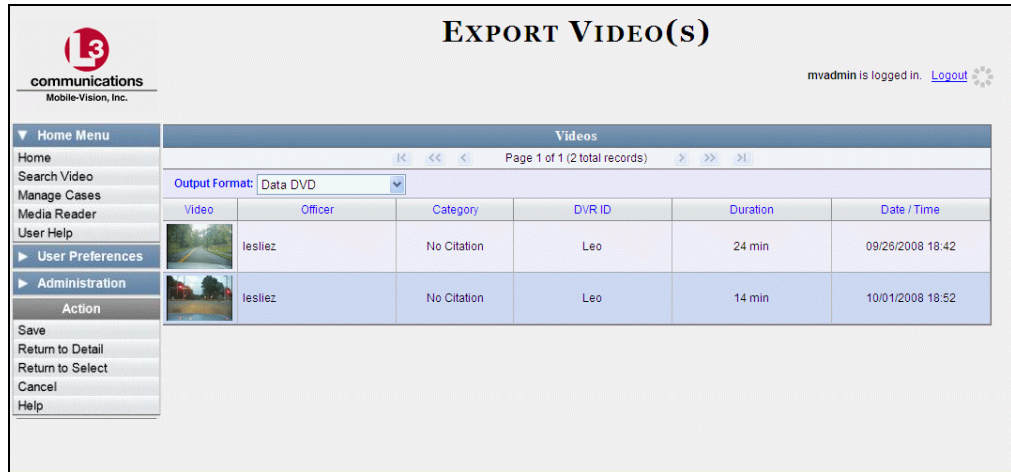 EXPORT VIDEO(S)
L3
communications
Mobile-Vision, Inc.
mvadmin is logged in. Logout
Home Menu
Home
Search Video
Manage Cases
Media Reader
User Help
User Preferences
Administration
Action
Save
Return to Detail
Return to Select
Cancel
Help
Videos
|< << < Page 1 of 1 (2 total records) > >> >|
Output Format: Data DVD
Video Officer Category DVR ID Duration Date / Time
lesliez No Citation Leo 24 min 09/26/2008 18:42
lesliez No Citation Leo 14 min 10/01/2008 18:52